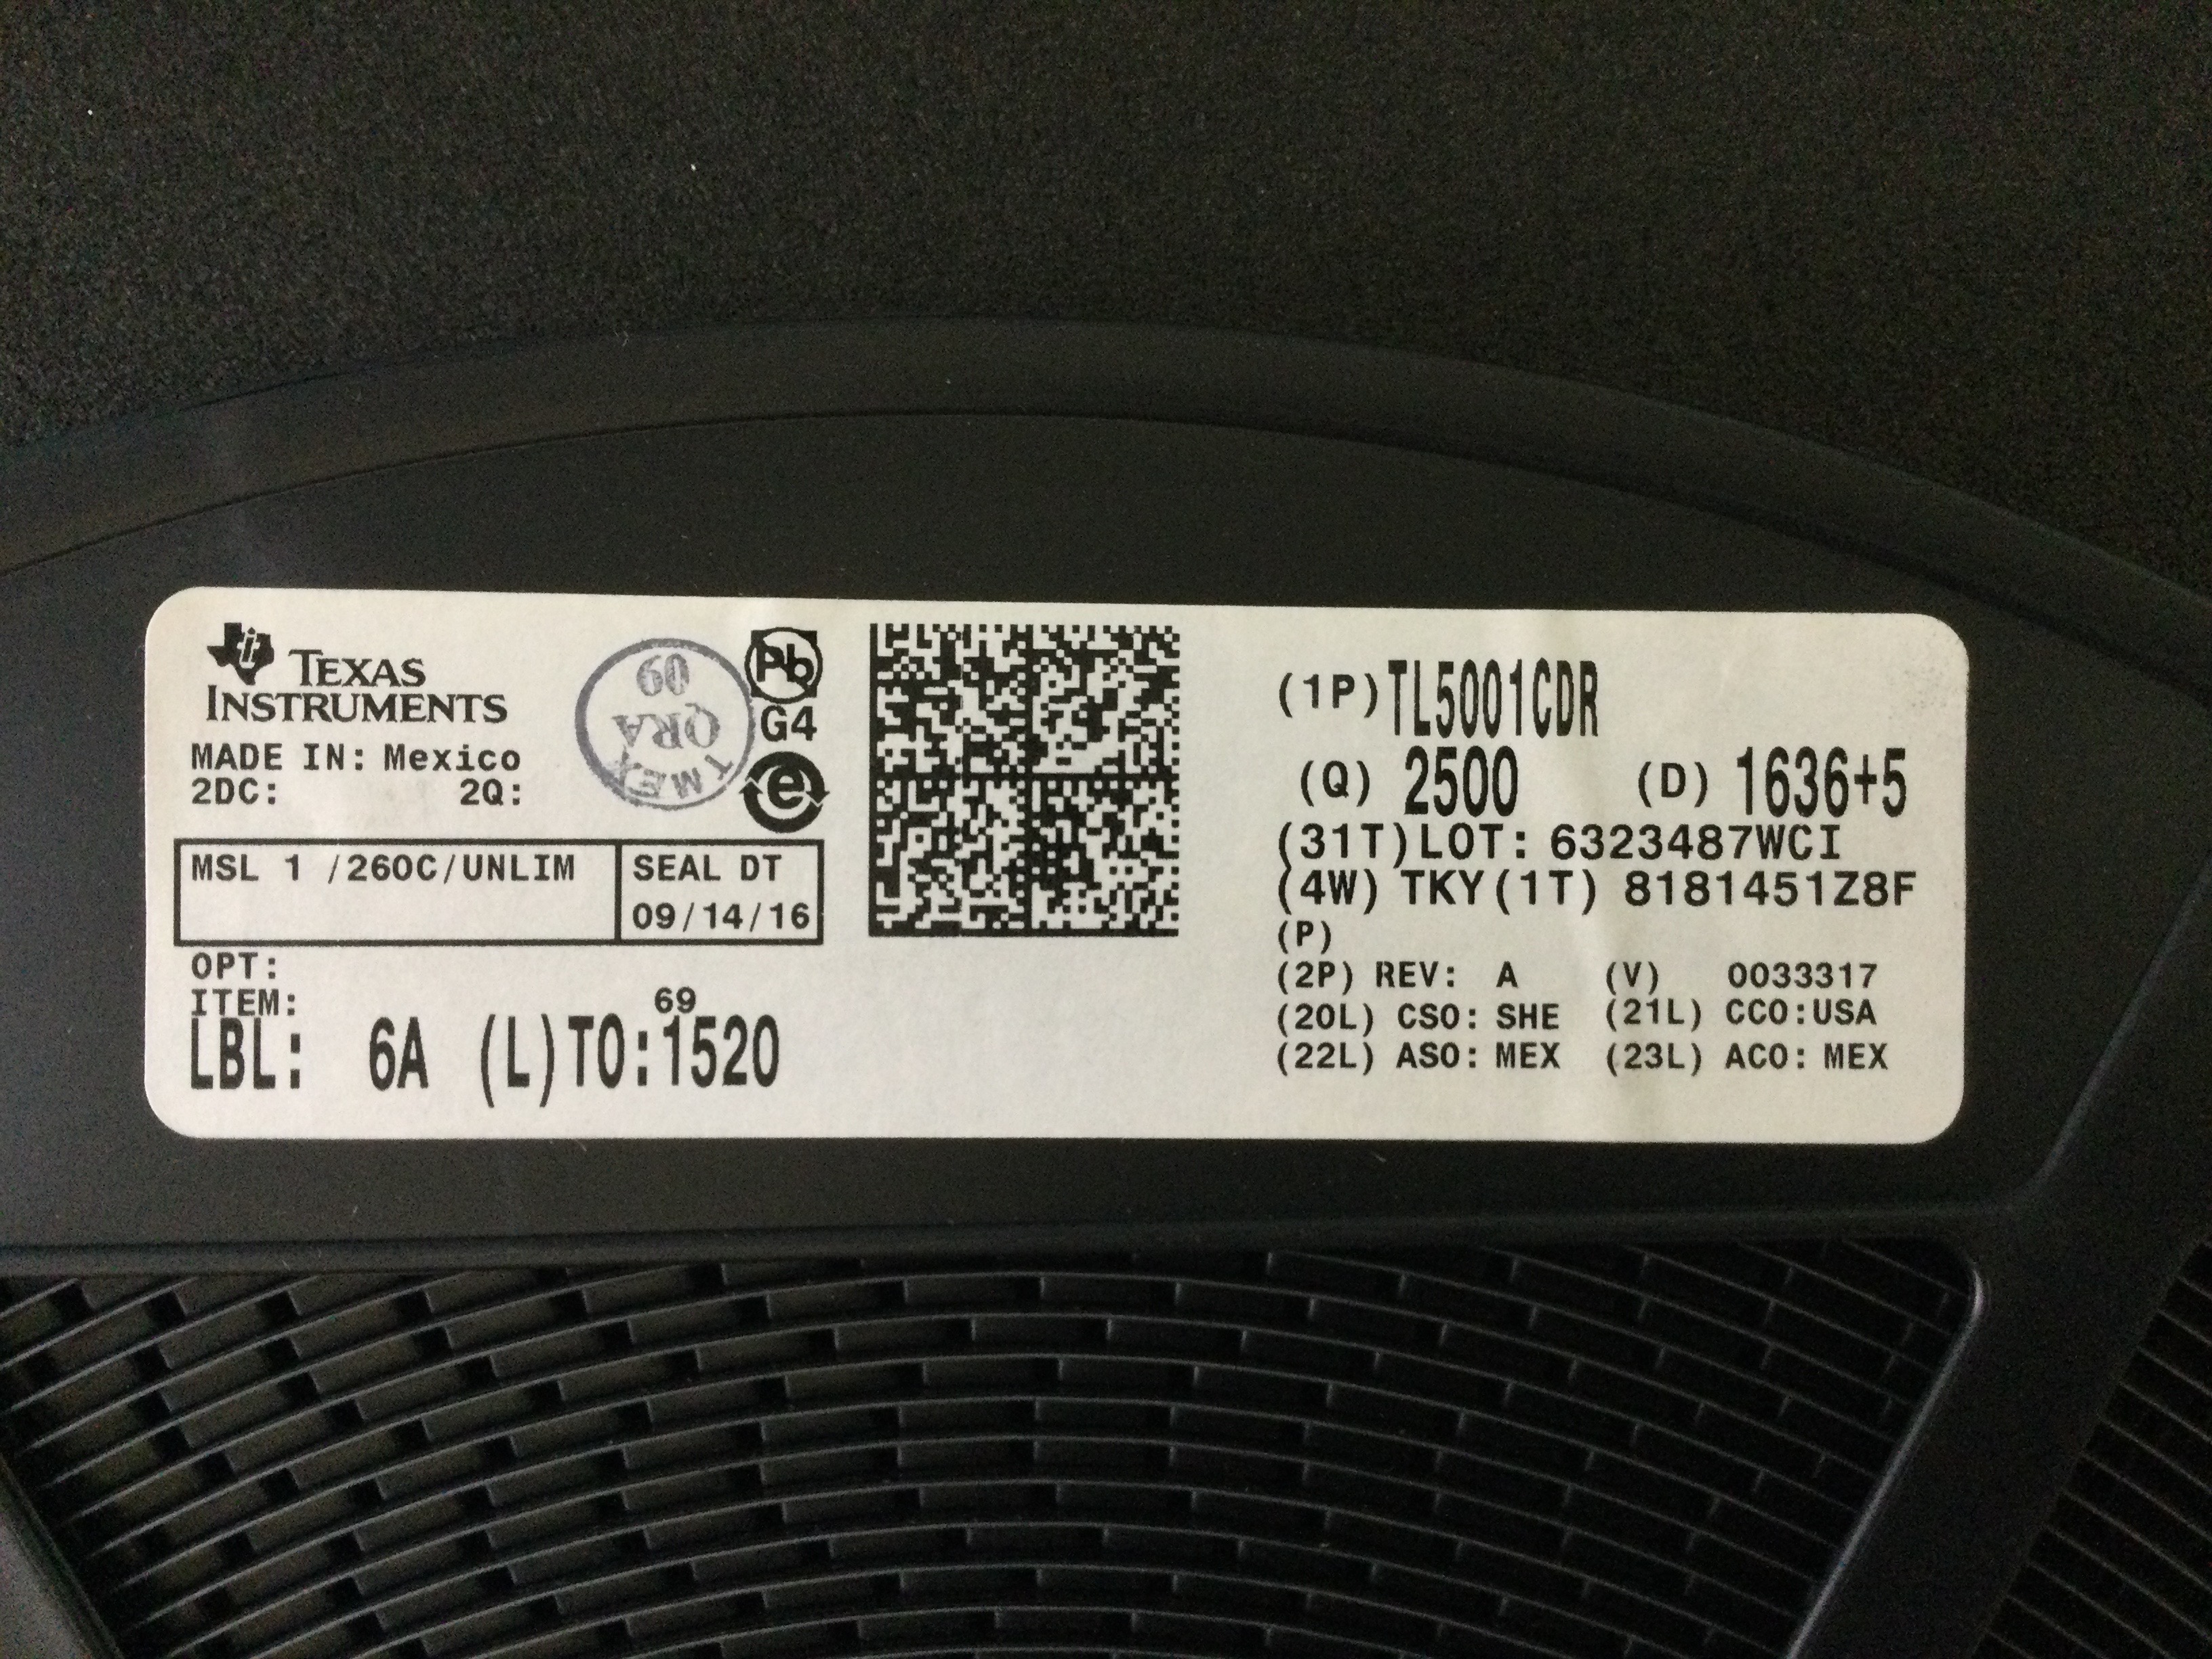 TEXAS
INSTRUMENTS
MADE IN: Mexico
2DC: 2Q:
TMEX
QRA
60
Pb
G4
e
MSL 1 /260C/UNLIM
SEAL DT
09/14/16
OPT:
ITEM:
69
LBL: 6A (L)TO:1520
(1P)TL5001CDR
(Q) 2500 (D) 1636+5
(31T)LOT: 6323487WCI
(4W) TKY(1T) 8181451Z8F
(P)
(2P) REV: A (V) 0033317
(20L) CSO: SHE (21L) CCO:USA
(22L) ASO: MEX (23L) ACO: MEX